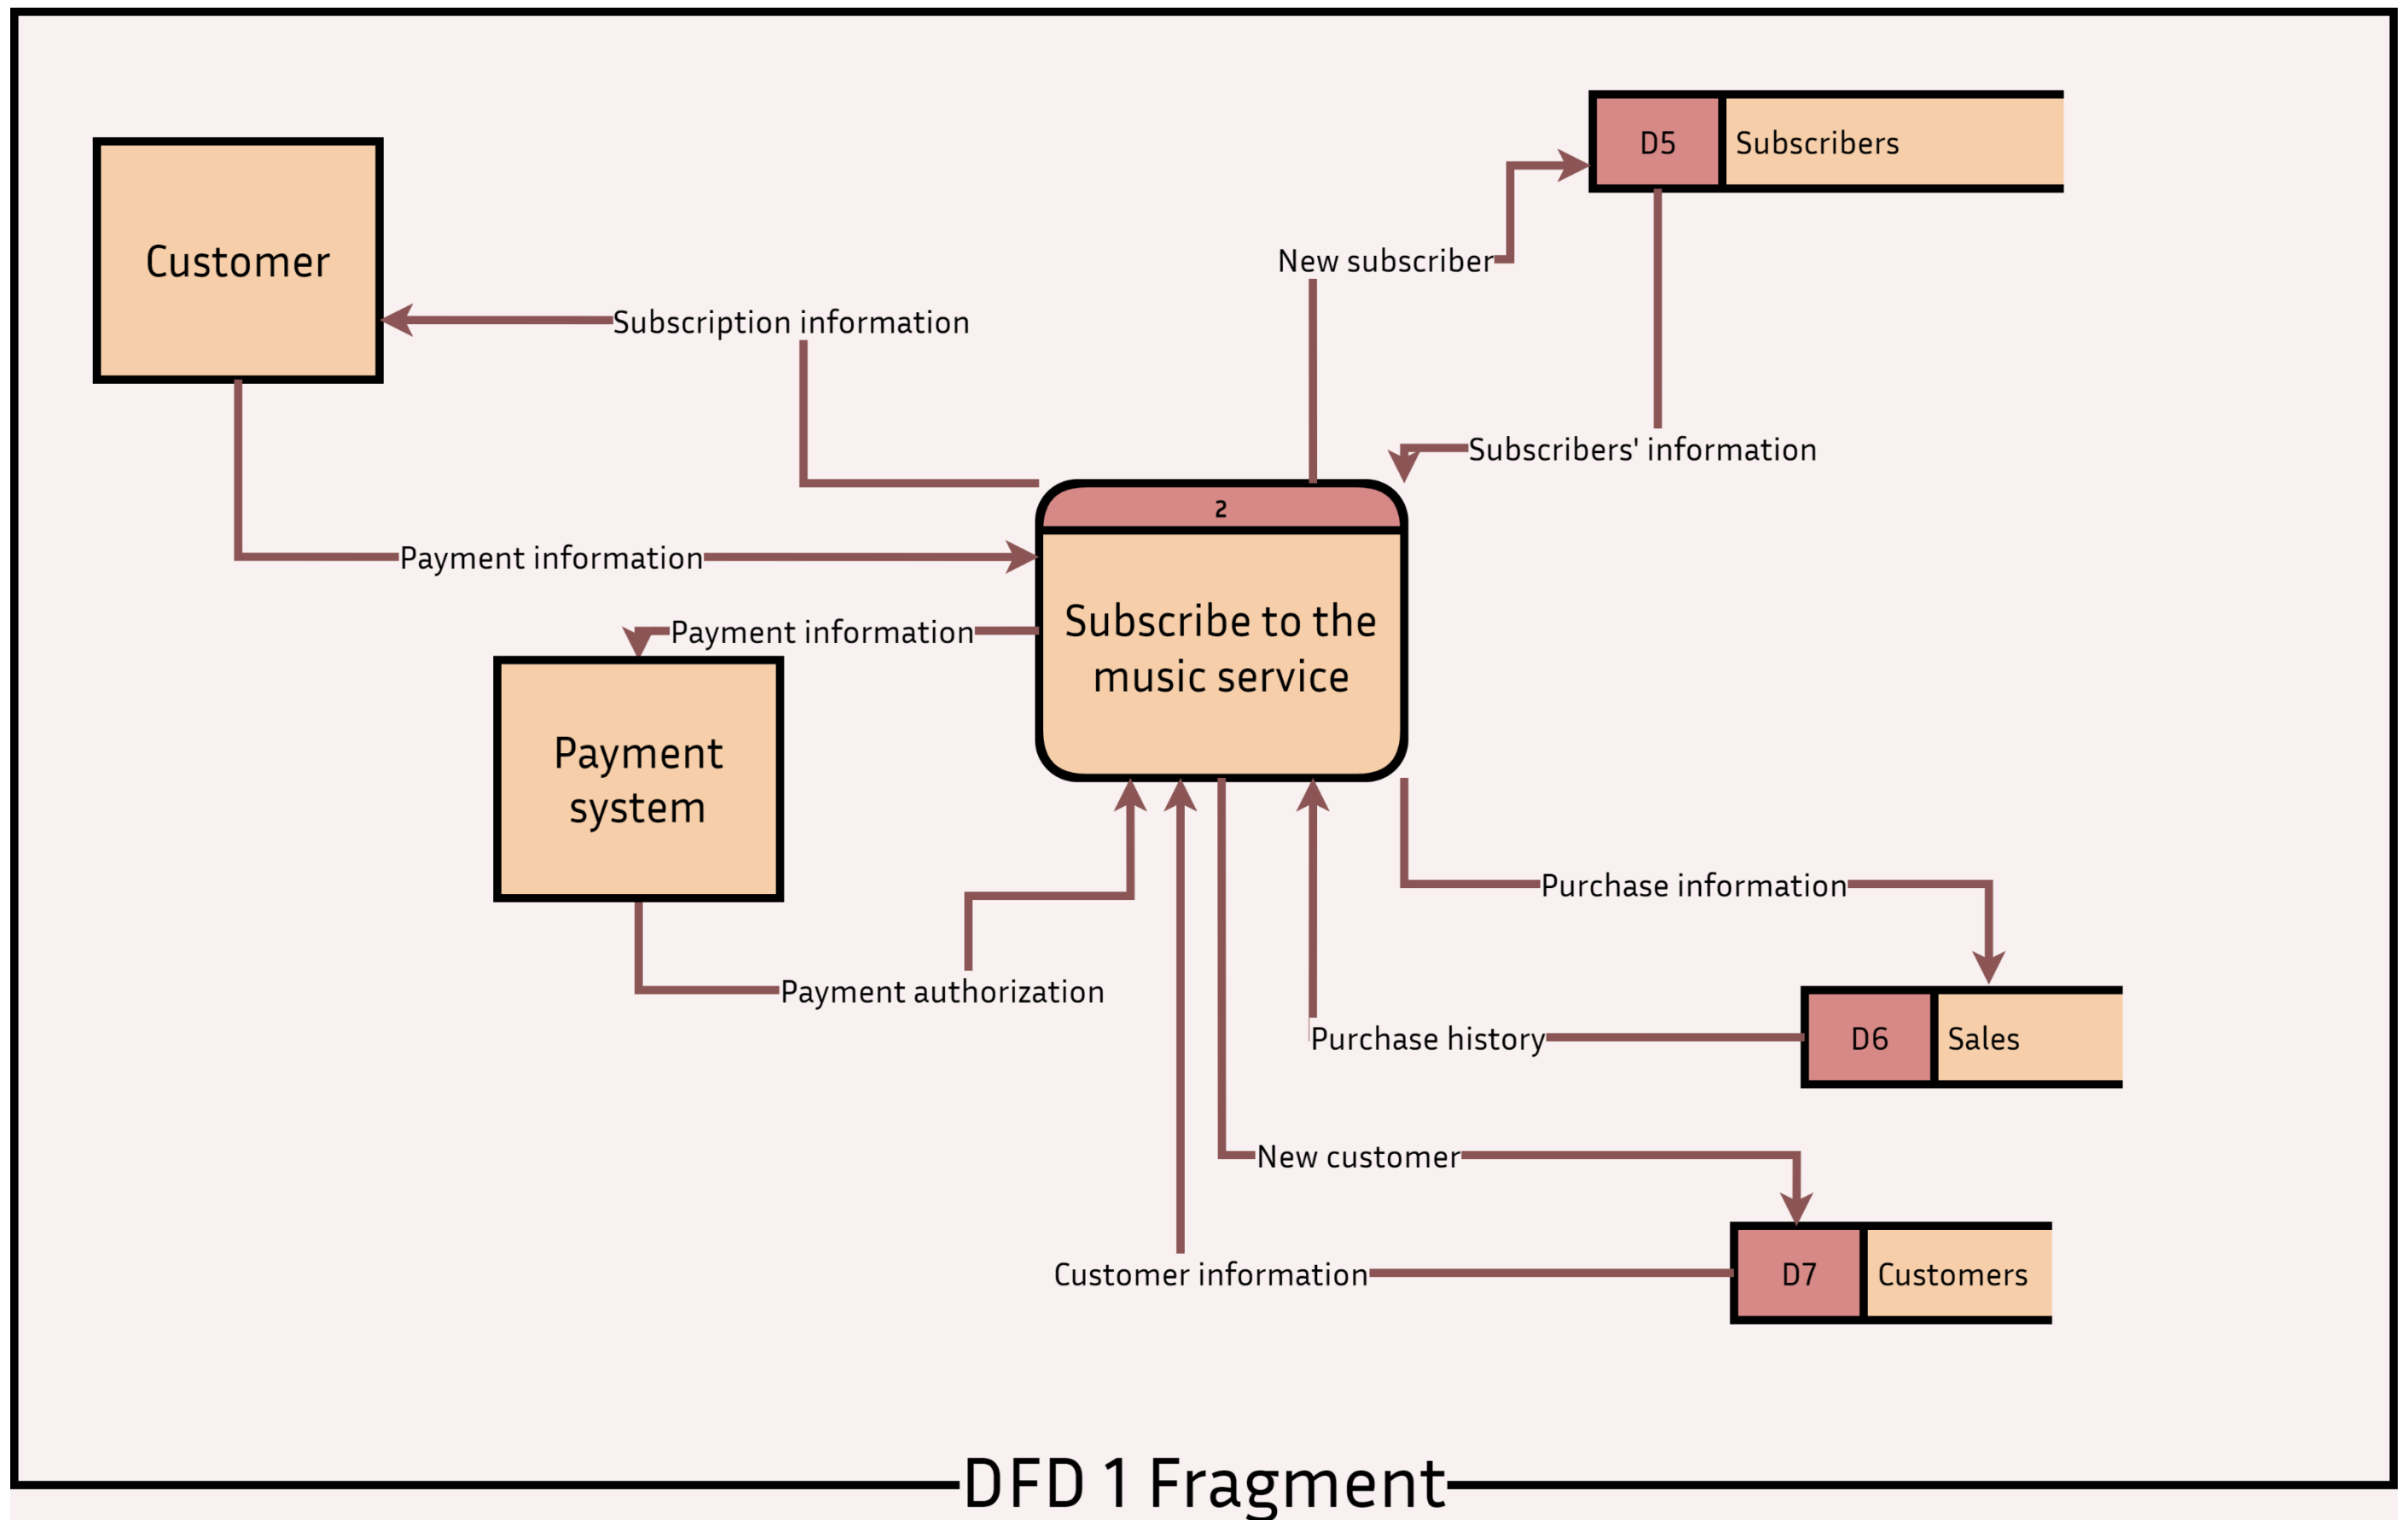 D5
Subscribers
Customer
New subscriber
Subscription information
Subscribers' information
2
Payment information
Payment information
Subscribe to the
music service
Payment
system
Purchase information
Payment authorization
Purchase history
D6
Sales
New customer
Customer information
D7
Customers
DFD 1 Fragment